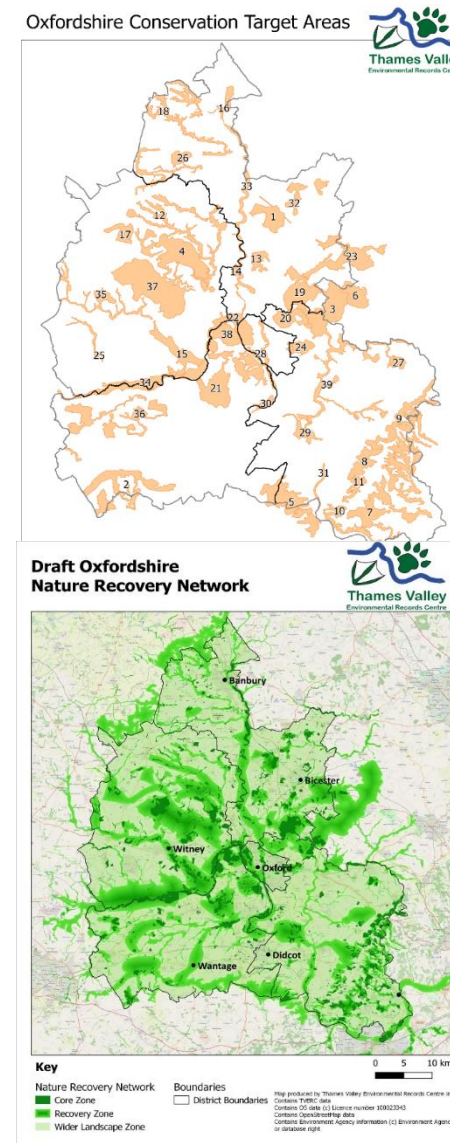 Oxfordshire Conservation Target Areas
Thames Vall
Environmental Records Ce
18
16
26
33
12
32
1
17
4
13
23
14
37
19
6
35
3
22
20
38
24
25
15
28
27
34
21
39
30
36
9
29
8
31
2
11
5
10
7
Draft Oxfordshire
Nature Recovery Network
Thames Valley
Environmental Records Centre
Banbury
Bicester
Witney
Oxford
Didcot
Wantage
Key
0 5 10 km
Nature Recovery Network
Core Zone
Recovery Zone
Wider Landscape Zone
Boundaries
District Boundaries
Map produced by Thames Valley Environmental Records Centre in
Contains TVERC data
Contains OS data (c) Licence number 100023343
Contains OpenStreetMap data
Contains Environment Agency information (c) Environment Agenc
or database right